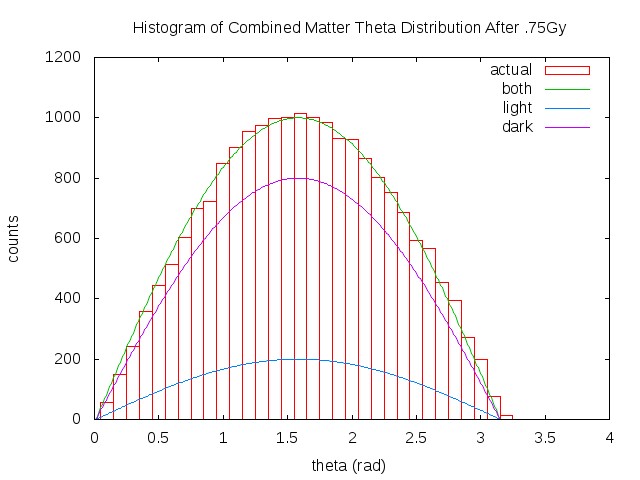 Histogram of Combined Matter Theta Distribution After .75Gy
1200
1000
800
600
400
200
0
counts
actual
both
light
dark
0 0.5 1 1.5 2 2.5 3 3.5 4
theta (rad)